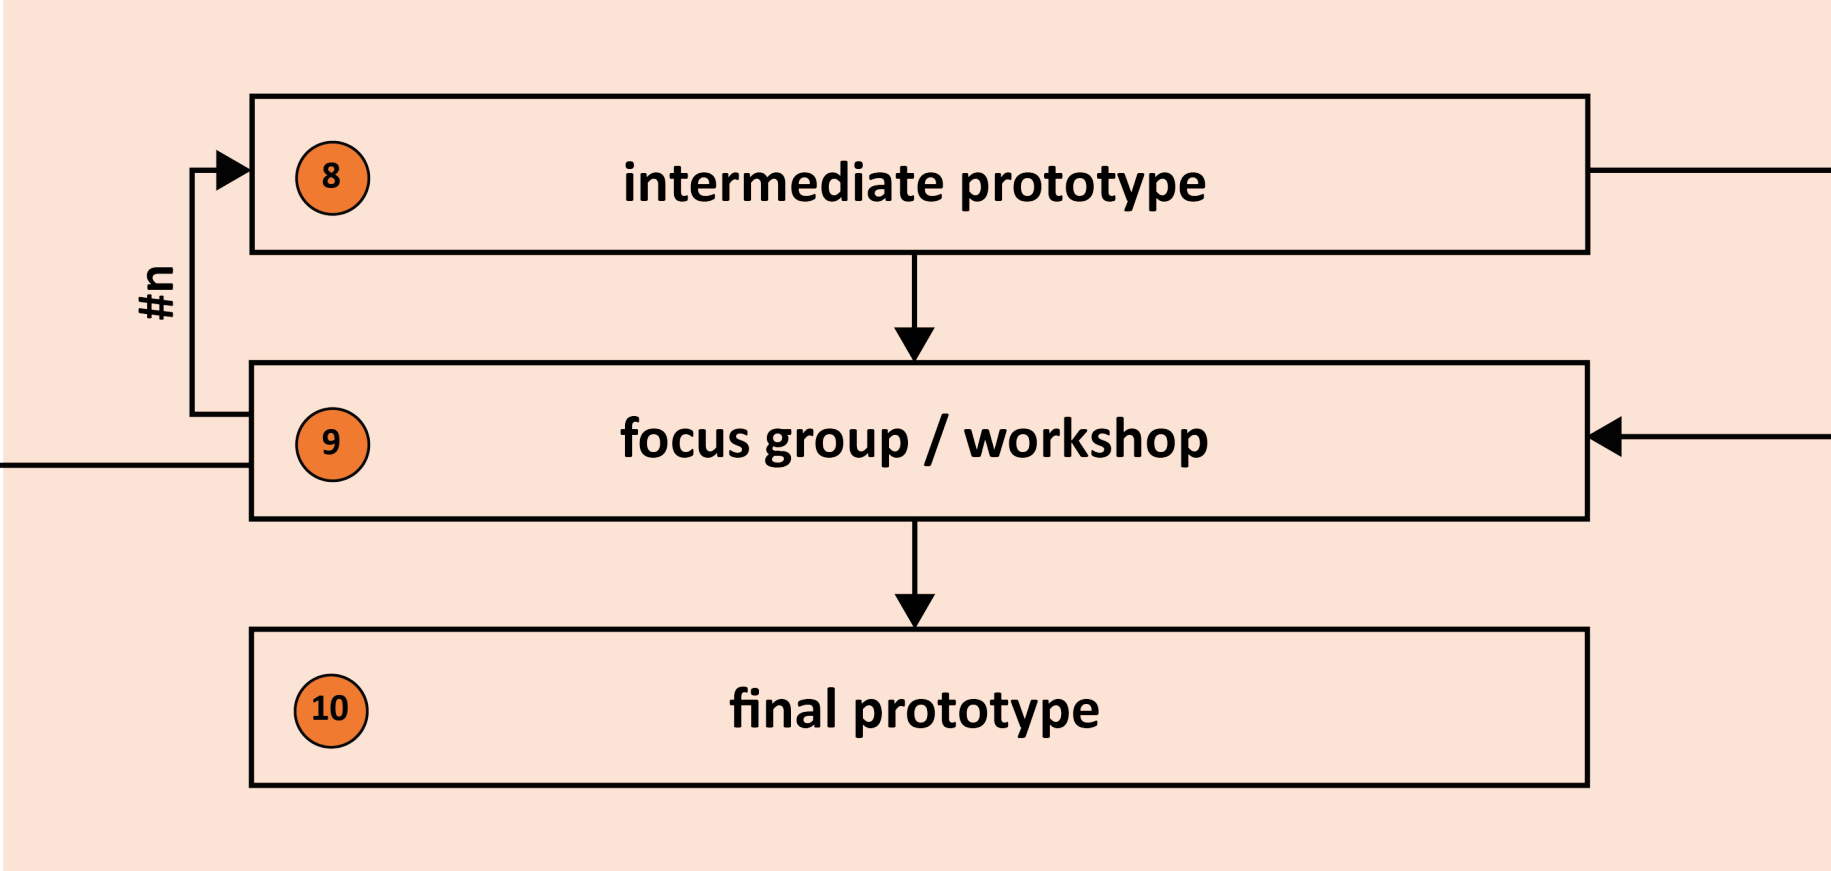 8 intermediate prototype
#n
9 focus group / workshop
10 final prototype